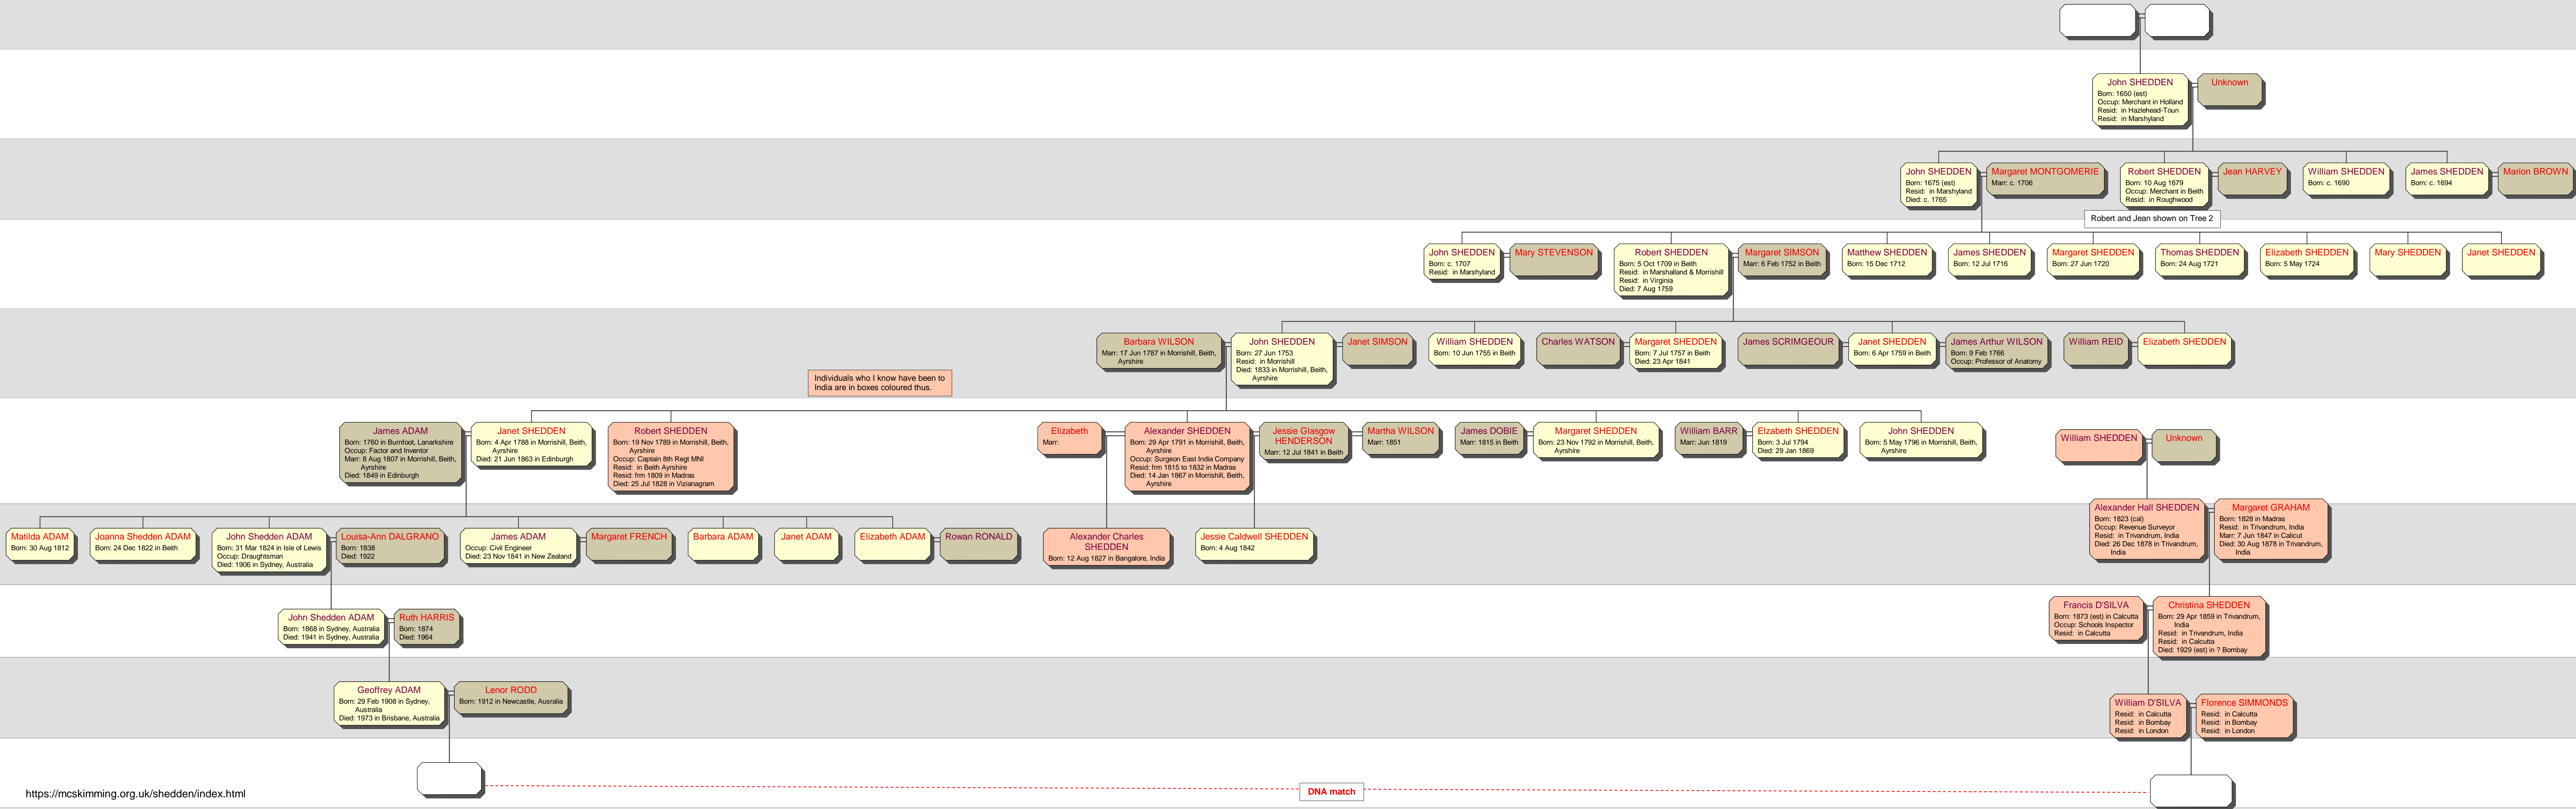 John SHEDDEN
Born: 1650 (est)
Occup: Merchant in Holland
Resid:  in Hazlehead-Toun
Resid:  in Marshyland
Unknown
John SHEDDEN
Born: 1675 (est)
Resid:  in Marshyland
Died: c. 1765
Margaret MONTGOMERIE
Marr: c. 1706
Robert SHEDDEN
Born: 10 Aug 1679
Occup: Merchant in Beith
Resid:  in Roughwood
Jean HARVEY
William SHEDDEN
Born: c. 1690
James SHEDDEN
Born: c. 1694
Marion BROWN
Robert and Jean shown on Tree 2
John SHEDDEN
Born: c. 1707
Resid:  in Marshyland
Mary STEVENSON
Robert SHEDDEN
Born: 5 Oct 1709 in Beith
Resid:  in Marshalland & Morrishill
Resid:  in Virginia
Died: 7 Aug 1759
Margaret SIMSON
Marr: 6 Feb 1752 in Beith
Matthew SHEDDEN
Born: 15 Dec 1712
James SHEDDEN
Born: 12 Jul 1716
Margaret SHEDDEN
Born: 27 Jun 1720
Thomas SHEDDEN
Born: 24 Aug 1721
Elizabeth SHEDDEN
Born: 5 May 1724
Mary SHEDDEN
Janet SHEDDEN
Barbara WILSON
Marr: 17 Jun 1787 in Morrishill, Beith,
Ayrshire
John SHEDDEN
Born: 27 Jun 1753
Resid:  in Morrishill
Died: 1833 in Morrishill, Beith,
Ayrshire
Janet SIMSON
William SHEDDEN
Born: 10 Jun 1755 in Beith
Charles WATSON
Margaret SHEDDEN
Born: 7 Jul 1757 in Beith
Died: 23 Apr 1841
James SCRIMGEOUR
Janet SHEDDEN
Born: 6 Apr 1759 in Beith
James Arthur WILSON
Born: 9 Feb 1766
Occup: Professor of Anatomy
William REID
Elizabeth SHEDDEN
Individuals who I know have been to
India are in boxes coloured thus.
James ADAM
Born: 1760 in Burnfoot, Lanarkshire
Occup: Factor and Inventor
Marr: 8 Aug 1807 in Morrishill, Beith,
Ayrshire
Died: 1849 in Edinburgh
Janet SHEDDEN
Born: 4 Apr 1788 in Morrishill, Beith,
Ayrshire
Died: 21 Jun 1863 in Edinburgh
Robert SHEDDEN
Born: 19 Nov 1789 in Morrishill, Beith,
Ayrshire
Occup: Captain 8th Regt MNI
Resid:  in Beith Ayrshire
Resid: frm 1809 in Madras
Died: 25 Jul 1828 in Vizianagram
Elizabeth
Marr:
Alexander SHEDDEN
Born: 29 Apr 1791 in Morrishill, Beith,
Ayrshire
Occup: Surgeon East India Company
Resid: frm 1815 to 1832 in Madras
Died: 14 Jan 1867 in Morrishill, Beith,
Ayrshire
Jessie Glasgow
HENDERSON
Marr: 12 Jul 1841 in Beith
Martha WILSON
Marr: 1851
James DOBIE
Marr: 1815 in Beith
Margaret SHEDDEN
Born: 23 Nov 1792 in Morrishill, Beith,
Ayrshire
William BARR
Marr: Jun 1819
Elzabeth SHEDDEN
Born: 3 Jul 1794
Died: 29 Jan 1869
John SHEDDEN
Born: 5 May 1796 in Morrishill, Beith,
Ayrshire
William SHEDDEN
Unknown
Matilda ADAM
Born: 30 Aug 1812
Joanna Shedden ADAM
Born: 24 Dec 1822 in Beith
John Shedden ADAM
Born: 31 Mar 1824 in Isle of Lewis
Occup: Draughtsman
Died: 1906 in Sydney, Australia
Louisa-Ann DALGRANO
Born: 1838
Died: 1922
James ADAM
Occup: Civil Engineer
Died: 23 Nov 1841 in New Zealand
Margaret FRENCH
Barbara ADAM
Janet ADAM
Elizabeth ADAM
Rowan RONALD
Alexander Charles
SHEDDEN
Born: 12 Aug 1827 in Bangalore, India
Jessie Caldwell SHEDDEN
Born: 4 Aug 1842
Alexander Hall SHEDDEN
Born: 1823 (cal)
Occup: Revenue Surveyor
Resid:  in Trivandrum, India
Died: 26 Dec 1878 in Trivandrum,
India
Margaret GRAHAM
Born: 1828 in Madras
Resid:  in Trivandrum, India
Marr: 7 Jun 1847 in Calicut
Died: 30 Aug 1878 in Trivandrum,
India
John Shedden ADAM
Born: 1868 in Sydney, Australia
Died: 1941 in Sydney, Australia
Ruth HARRIS
Born: 1874
Died: 1964
Francis D'SILVA
Born: 1873 (est) in Calcutta
Occup: Schools Inspector
Resid:  in Calcutta
Christina SHEDDEN
Born: 29 Apr 1859 in Trivandrum,
India
Resid:  in Trivandrum, India
Resid:  in Calcutta
Died: 1929 (est) in ? Bombay
Geoffrey ADAM
Born: 29 Feb 1908 in Sydney,
Australia
Died: 1973 in Brisbane, Australia
Lenor RODD
Born: 1912 in Newcastle, Ausralia
William D'SILVA
Resid:  in Calcutta
Resid:  in Bombay
Resid:  in London
Florence SIMMONDS
Resid:  in Calcutta
Resid:  in Bombay
Resid:  in London
DNA match
https://mcskimming.org.uk/shedden/index.html